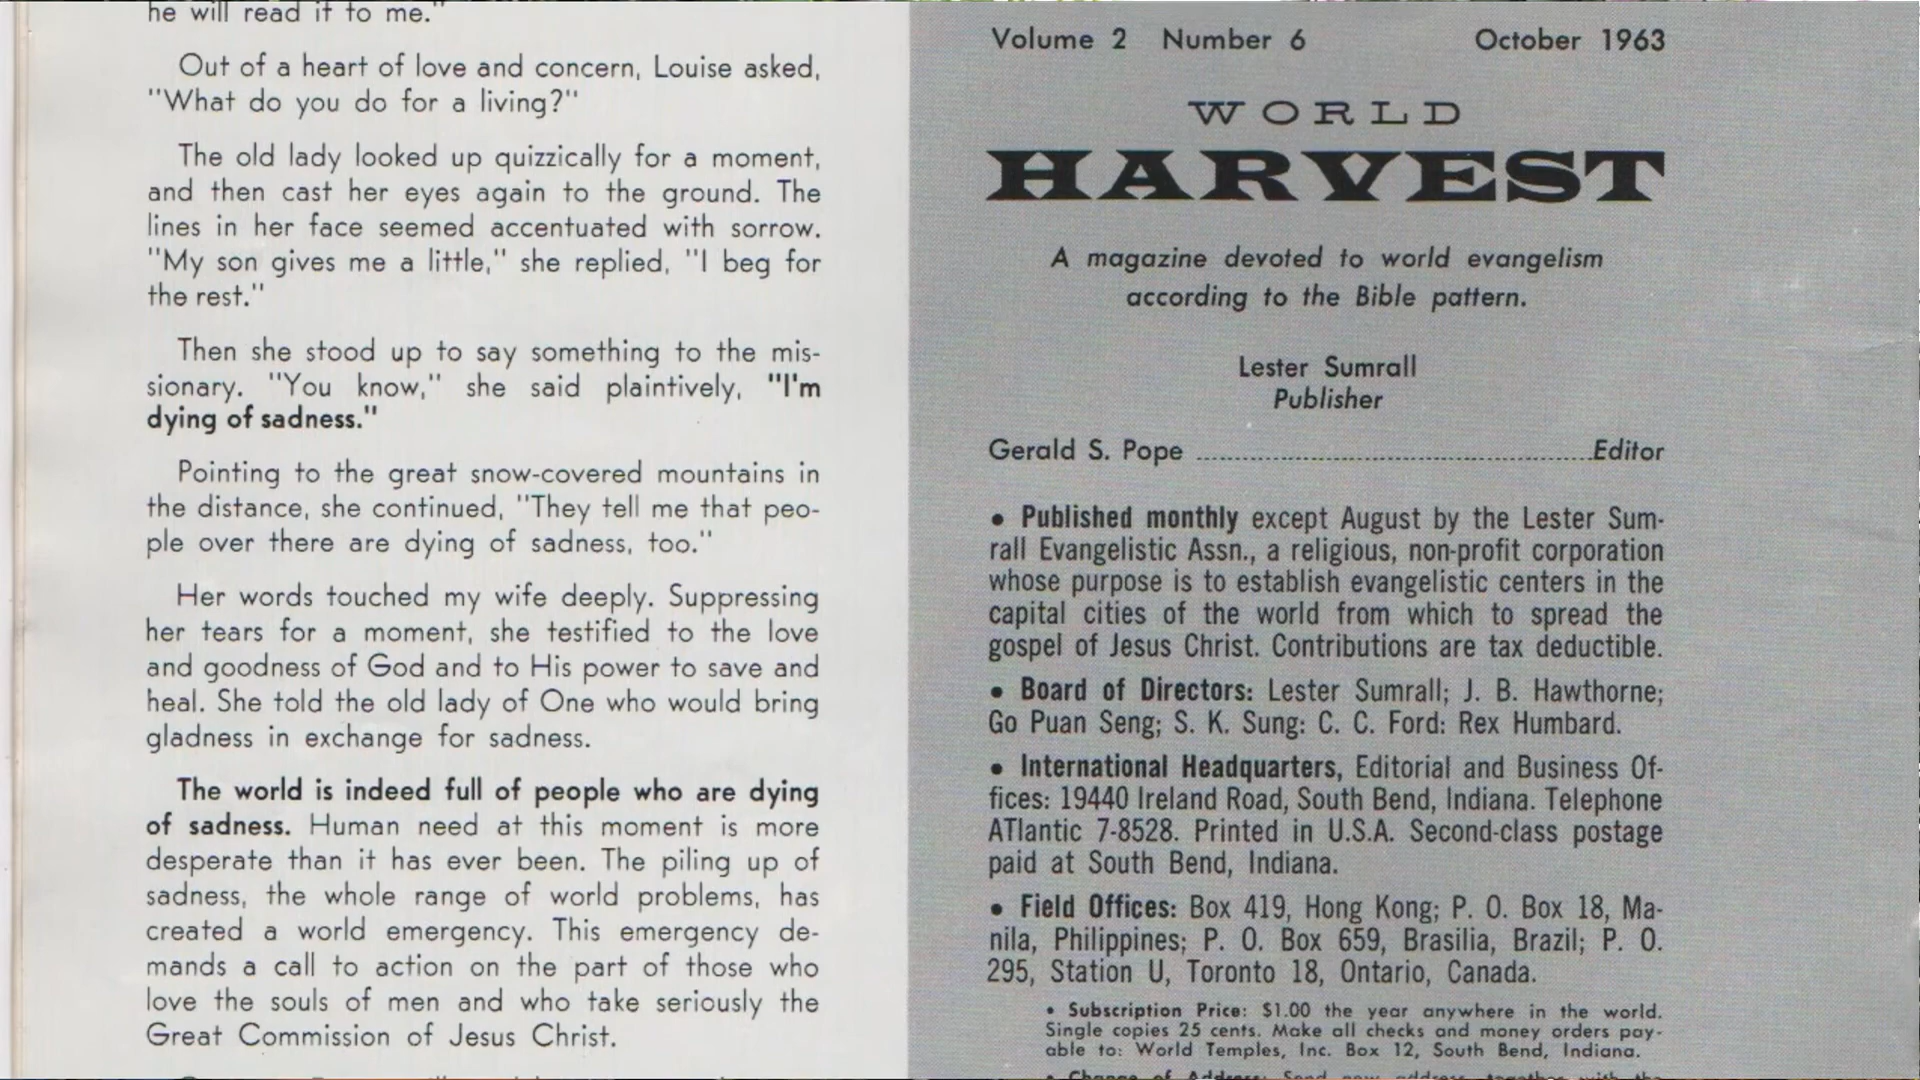 he will read it to me."
Out of a heart of love and concern, Louise asked,
"What do you do for a living?"
The old lady looked up quizzically for a moment,
and then cast her eyes again to the ground. The
lines in her face seemed accentuated with sorrow.
"My son gives me a little," she replied, "I beg for
the rest."
Then she stood up to say something to the mis-
sionary. "You know," she said plaintively, "I'm
dying of sadness."
Pointing to the great snow-covered mountains in
the distance, she continued, "They tell me that peo-
ple over there are dying of sadness, too."
Her words touched my wife deeply. Suppressing
her tears for a moment, she testified to the love
and goodness of God and to His power to save and
heal. She told the old lady of One who would bring
gladness in exchange for sadness.
The world is indeed full of people who are dying
of sadness. Human need at this moment is more
desperate than it has ever been. The piling up of
sadness, the whole range of world problems, has
created a world emergency. This emergency de-
mands a call to action on the part of those who
love the souls of men and who take seriously the
Great Commission of Jesus Christ.
Volume 2 Number 6 October 1963
WORLD
HARVEST
A magazine devoted to world evangelism
according to the Bible pattern.
Lester Sumrall
Publisher
Gerald S. Pope ........................................ Editor
• Published monthly except August by the Lester Sum-
rall Evangelistic Assn., a religious, non-profit corporation
whose purpose is to establish evangelistic centers in the
capital cities of the world from which to spread the
gospel of Jesus Christ. Contributions are tax deductible.
• Board of Directors: Lester Sumrall; J. B. Hawthorne;
Go Puan Seng; S. K. Sung: C. C. Ford: Rex Humbard.
• International Headquarters, Editorial and Business Of-
fices: 19440 Ireland Road, South Bend, Indiana. Telephone
ATlantic 7-8528. Printed in U.S.A. Second-class postage
paid at South Bend, Indiana.
• Field Offices: Box 419, Hong Kong; P. O. Box 18, Ma-
nila, Philippines; P. O. Box 659, Brasilia, Brazil; P. O.
295, Station U, Toronto 18, Ontario, Canada.
• Subscription Price: $1.00 the year anywhere in the world.
Single copies 25 cents. Make all checks and money orders pay-
able to: World Temples, Inc. Box 12, South Bend, Indiana.
• Change of Address: Send new address together with the